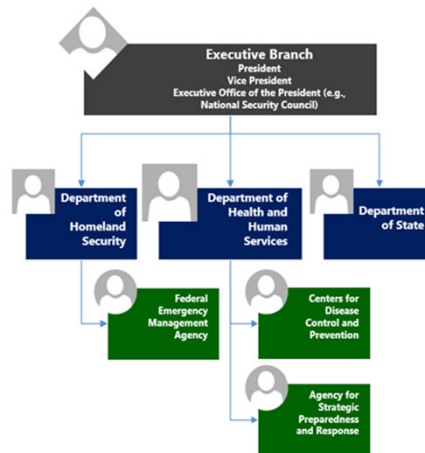 Executive Branch
President
Vice President
Executive Office of the President (e.g.,
National Security Council)
Department
of
Homeland
Security
Department of
Health and
Human
Services
Department
of State
Federal
Emergency
Management
Agency
Centers for
Disease
Control and
Prevention
Agency for
Strategic
Preparedness
and Response